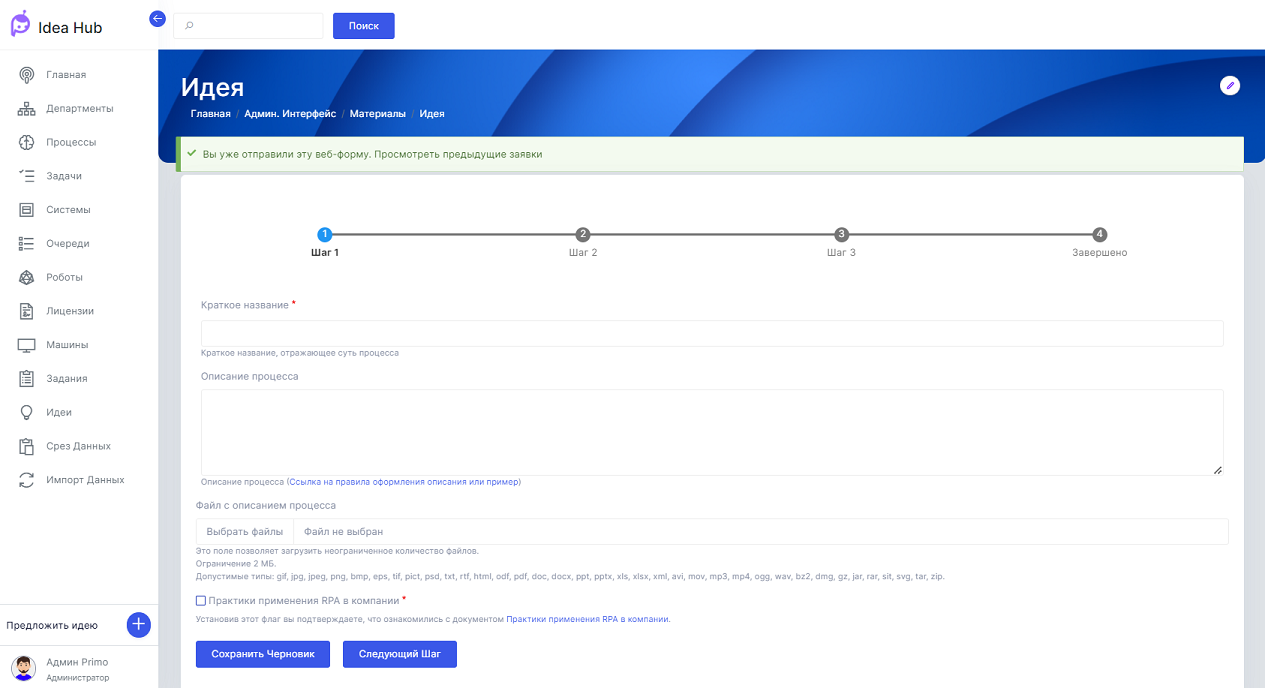 Idea Hub
Поиск
Главная
Департменты
Процессы
Задачи
Системы
Очереди
Роботы
Лицензии
Машины
Задания
Идеи
Срез Данных
Импорт Данных
Предложить идею
Админ Primo
Администратор
Идея
Главная / Админ. Интерфейс / Материалы / Идея
Вы уже отправили эту веб-форму. Просмотреть предыдущие заявки
1 2 3 4
Шаг 1 Шаг 2 Шаг 3 Завершено
Краткое название *
Краткое название, отражающее суть процесса
Описание процесса
Описание процесса (Ссылка на правила оформления описания или пример)
Файл с описанием процесса
Выбрать файлы Файл не выбран
Это поле позволяет загрузить неограниченное количество файлов.
Ограничение 2 МБ.
Допустимые типы: gif, jpg, jpeg, png, bmp, eps, tif, pict, psd, txt, rtf, html, odf, pdf, doc, docx, ppt, pptx, xls, xlsx, xml, avi, mov, mp3, mp4, ogg, wav, bz2, dmg, gz, jar, rar, sit, svg, tar, zip.
Практики применения RPA в компании *
Установив этот флаг вы подтверждаете, что ознакомились с документом Практики применения RPA в компании.
Сохранить Черновик Следующий Шаг